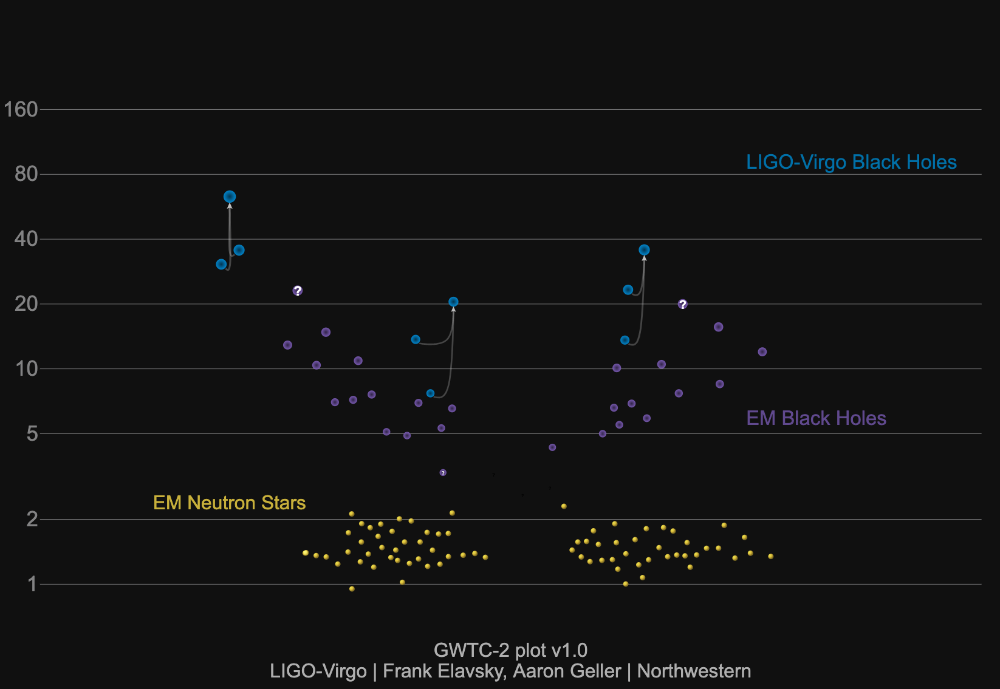 160
LIGO-Virgo Black Holes
80
40
?
20
?
10
EM Black Holes
5
?
EM Neutron Stars
2
1
GWTC-2 plot v1.0
LIGO-Virgo | Frank Elavsky, Aaron Geller | Northwestern